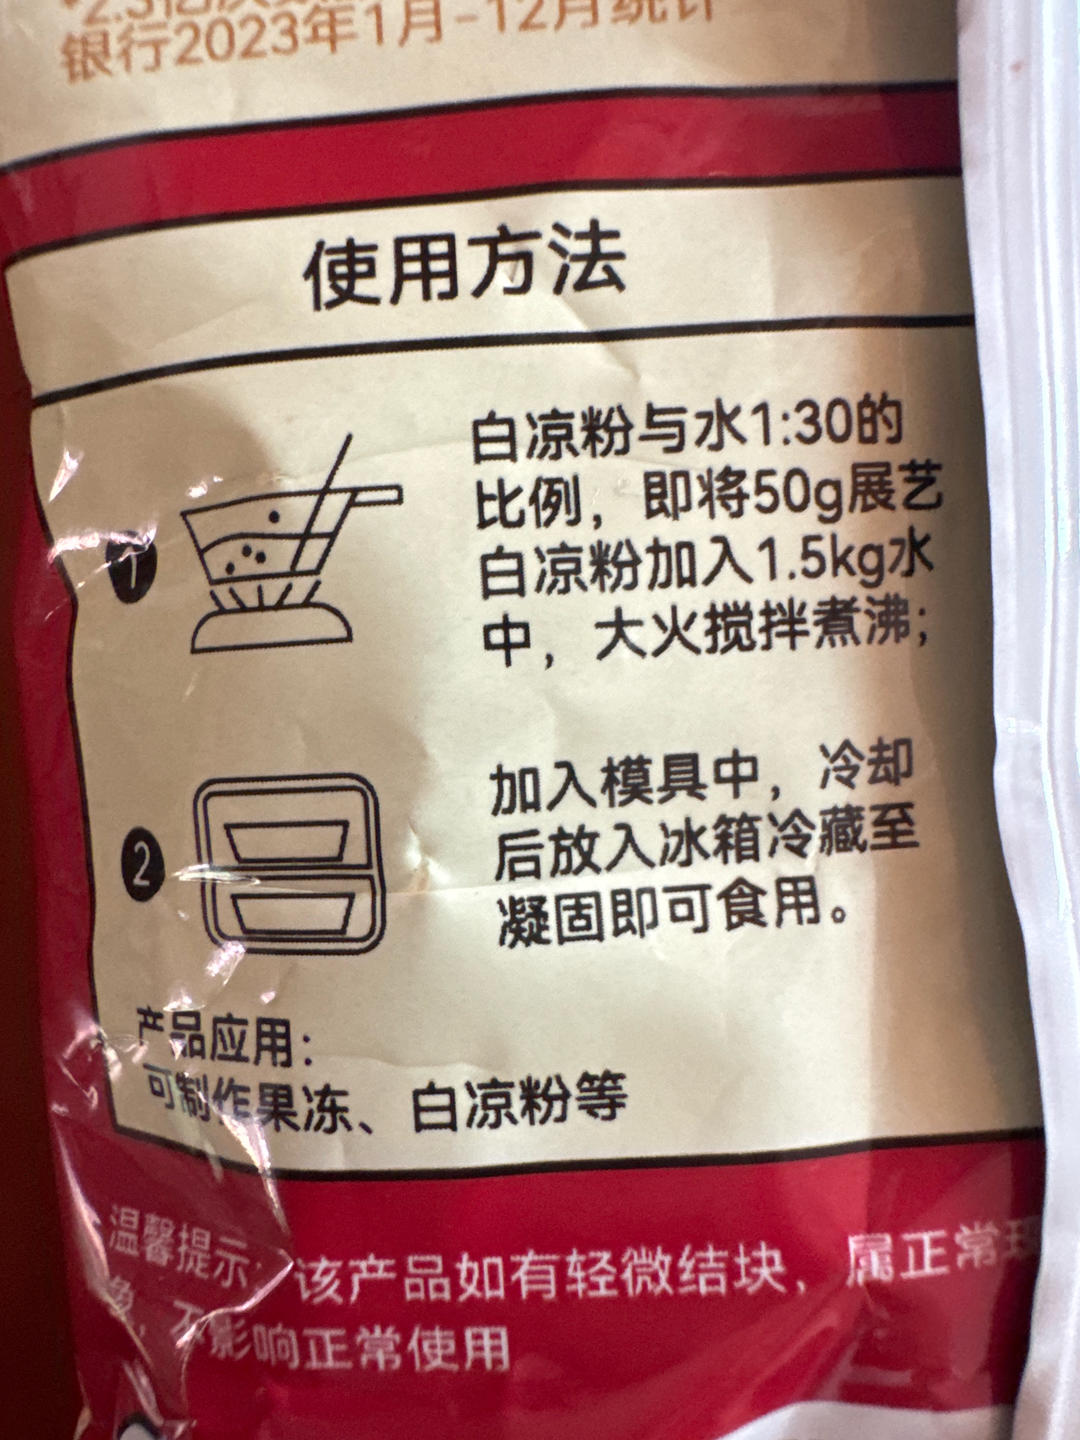 银行2023年1月-12月统计
使用方法
1
白凉粉与水1:30的
比例，即将50g展艺
白凉粉加入1.5kg水
中，大火搅拌煮沸；
2
加入模具中，冷却
后放入冰箱冷藏至
凝固即可食用。
产品应用：
可制作果冻、白凉粉等
温馨提示：该产品如有轻微结块，属正常现
象，不影响正常使用